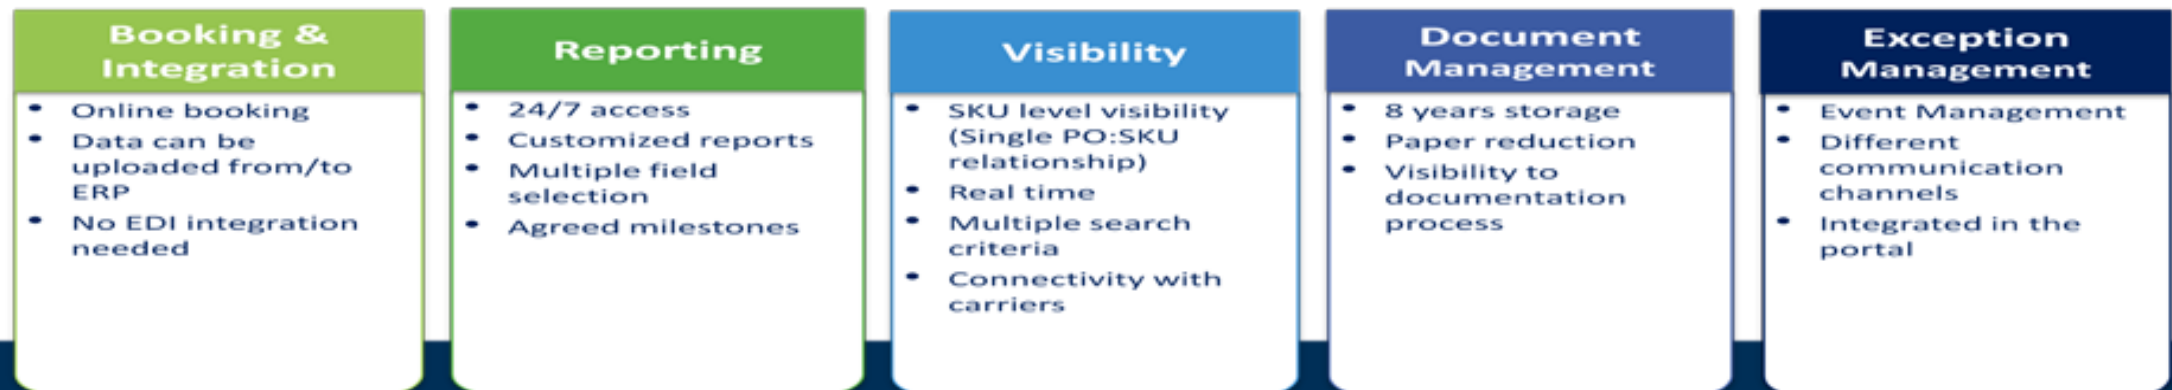 Booking &
Integration
• Online booking
• Data can be
uploaded from/to
ERP
• No EDI integration
needed
Reporting
• 24/7 access
• Customized reports
• Multiple field
selection
• Agreed milestones
Visibility
• SKU level visibility
(Single PO:SKU
relationship)
• Real time
• Multiple search
criteria
• Connectivity with
carriers
Document
Management
• 8 years storage
• Paper reduction
• Visibility to
documentation
process
Exception
Management
• Event Management
• Different
communication
channels
• Integrated in the
portal